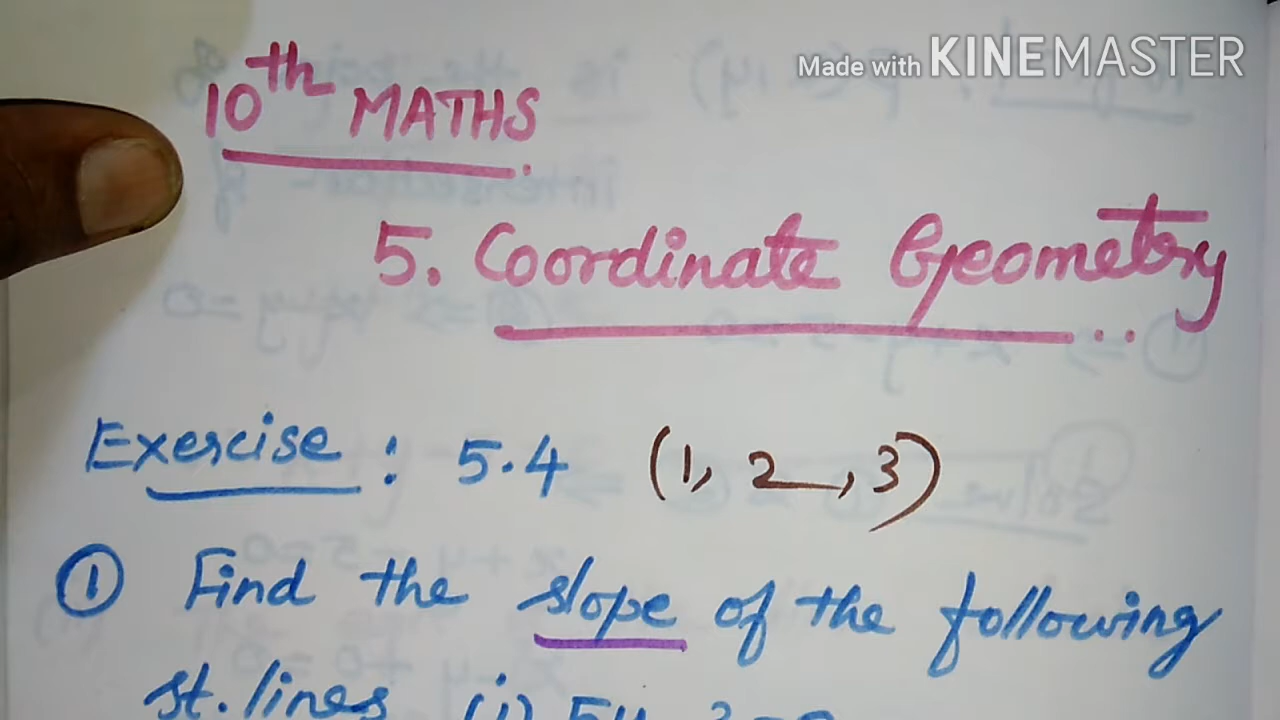 Made with KINEMASTER
10th MATHS
5. Coordinate Geometry
Exercise : 5.4 (1, 2, 3)
① Find the slope of the following
st. lines (i) 5y